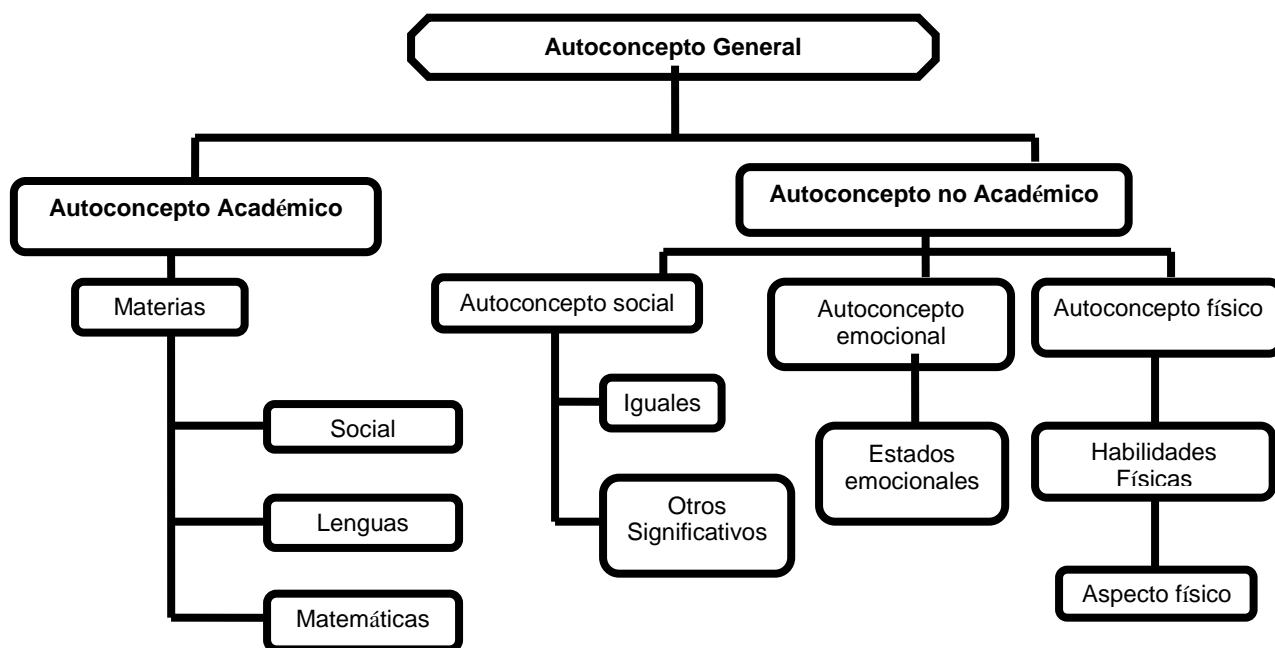 Autoconcepto General
Autoconcepto Académico
Autoconcepto no Académico
Materias
Autoconcepto social
Autoconcepto
emocional
Autoconcepto físico
Social
Lenguas
Matemáticas
Iguales
Otros
Significativos
Estados
emocionales
Habilidades
Físicas
Aspecto físico